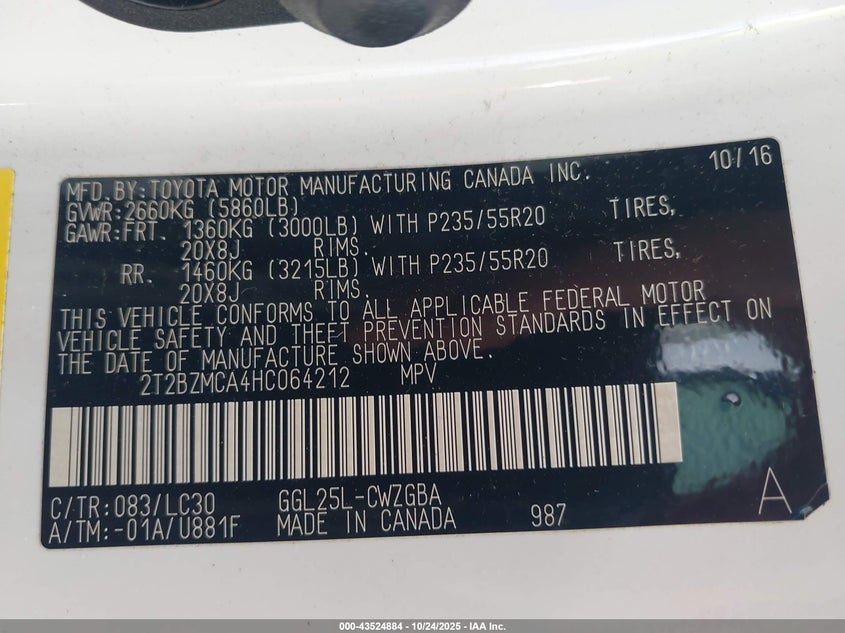 MFD. BY: TOYOTA MOTOR MANUFACTURING CANADA INC. 10/16
GVWR: 2660KG (5860LB)
GAWR: FRT. 1360KG (3000LB) WITH P235/55R20 TIRES,
20X8J RIMS.
RR. 1460KG (3215LB) WITH P235/55R20 TIRES,
20X8J RIMS.
THIS VEHICLE CONFORMS TO ALL APPLICABLE FEDERAL MOTOR
VEHICLE SAFETY AND THEFT PREVENTION STANDARDS IN EFFECT ON
THE DATE OF MANUFACTURE SHOWN ABOVE.
2T2BZMCA4HC064212 MPV
C/TR: 083/LC30 GGL25L-CWZGBA
A/TM: -01A/U881F MADE IN CANADA 987 A
000-43524884 - 10/24/2025 - IAA Inc.